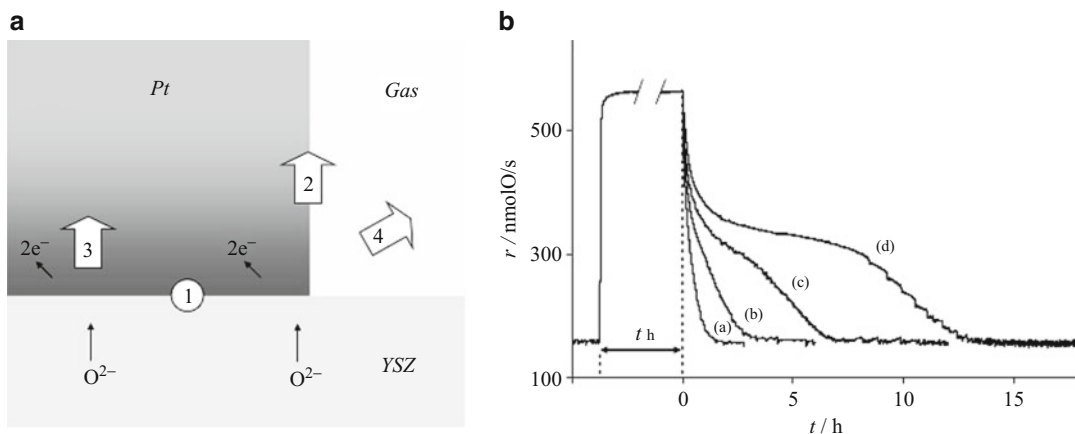 a
Pt
Gas
2
3
4
2e⁻
2e⁻
1
O²⁻
O²⁻
YSZ
b
r / nmolO/s
500
300
100
t h
(a)
(b)
(c)
(d)
0
5
10
15
t / h